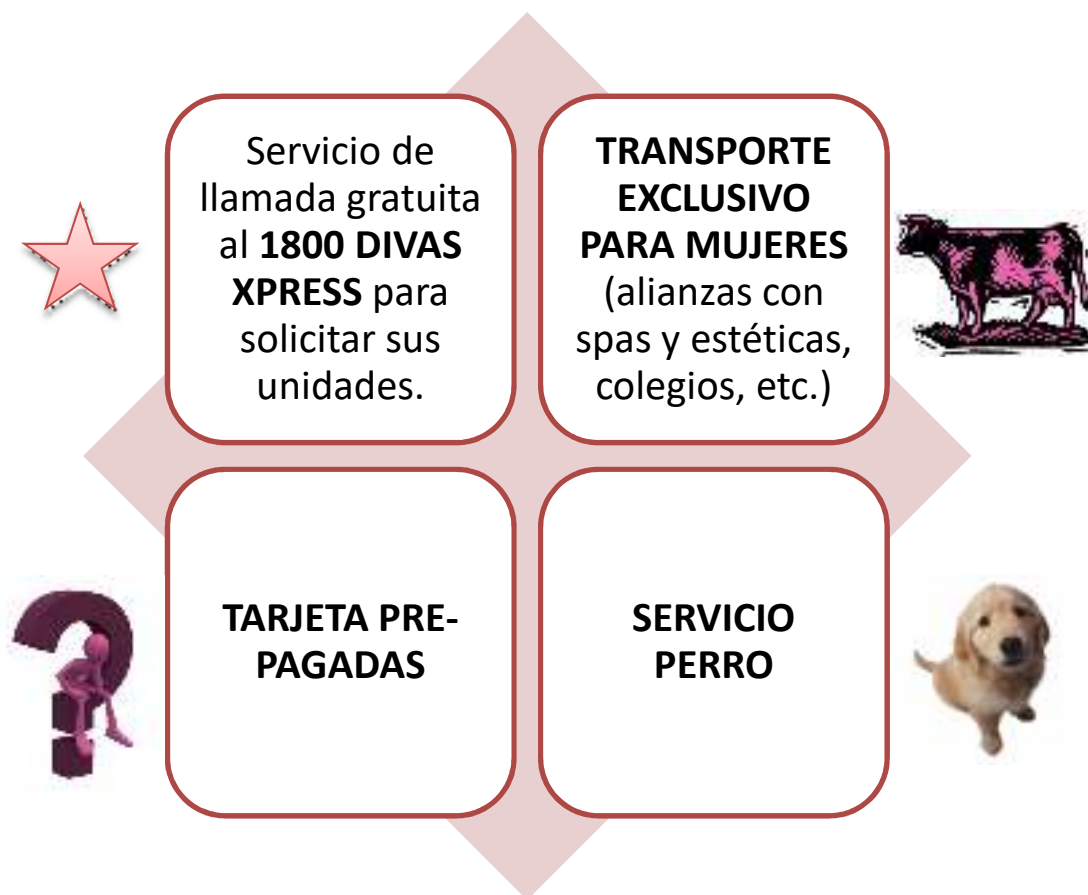 Servicio de
llamada gratuita
al 1800 DIVAS
XPRESS para
solicitar sus
unidades.
TRANSPORTE
EXCLUSIVO
PARA MUJERES
(alianzas con
spas y estéticas,
colegios, etc.)
TARJETA PRE-
PAGADAS
SERVICIO
PERRO